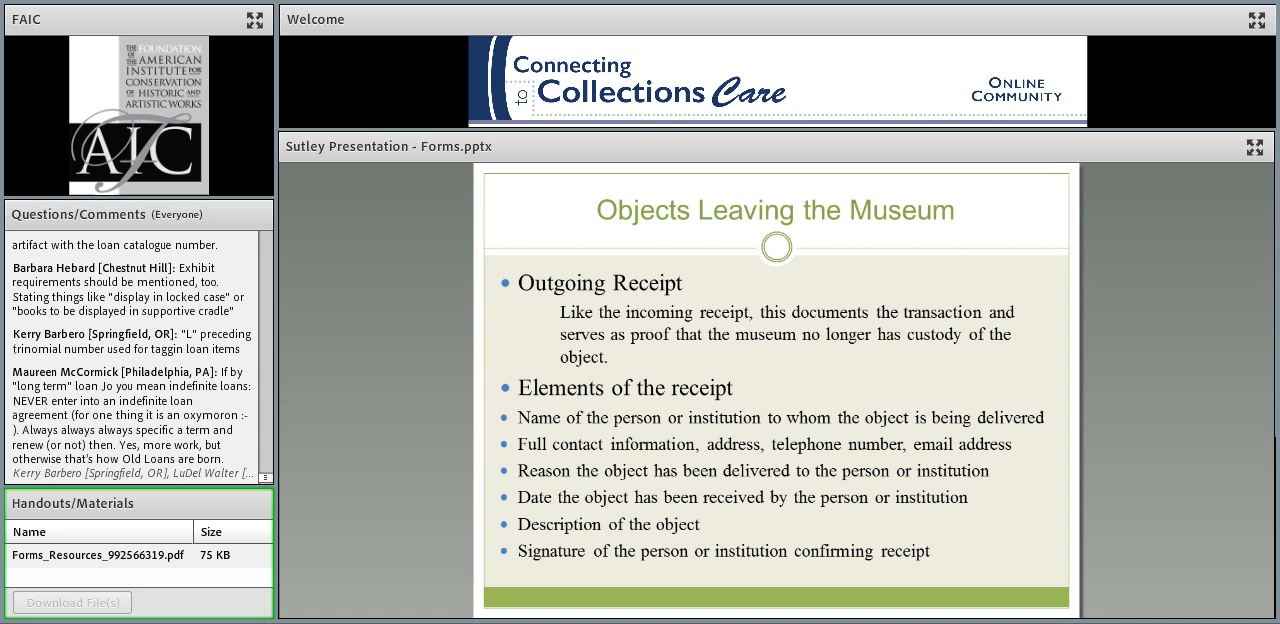 FAIC
THE FOUNDATION
OF THE AMERICAN
INSTITUTE FOR
CONSERVATION
OF HISTORIC AND
ARTISTIC WORKS
AIC
Questions/Comments (Everyone)
artifact with the loan catalogue number.
Barbara Hebard [Chestnut Hill]: Exhibit
requirements should be mentioned, too.
Stating things like "display in locked case" or
"books to be displayed in supportive cradle"
Kerry Barbero [Springfield, OR]: "L" preceding
trinomial number used for taggin loan items
Maureen McCormick [Philadelphia, PA]: If by
"long term" loan Jo you mean indefinite loans:
NEVER enter into an indefinite loan
agreement (for one thing it is an oxymoron :-
). Always always always specific a term and
renew (or not) then. Yes, more work, but
otherwise that's how Old Loans are born.
Kerry Barbero [Springfield, OR], LuDel Walter [...
Handouts/Materials
Name Size
Forms_Resources_992566319.pdf 75 KB
Download File(s)
Welcome
Connecting
to Collections Care
ONLINE
COMMUNITY
Sutley Presentation - Forms.pptx
Objects Leaving the Museum
• Outgoing Receipt
Like the incoming receipt, this documents the transaction and
serves as proof that the museum no longer has custody of the
object.
• Elements of the receipt
• Name of the person or institution to whom the object is being delivered
• Full contact information, address, telephone number, email address
• Reason the object has been delivered to the person or institution
• Date the object has been received by the person or institution
• Description of the object
• Signature of the person or institution confirming receipt